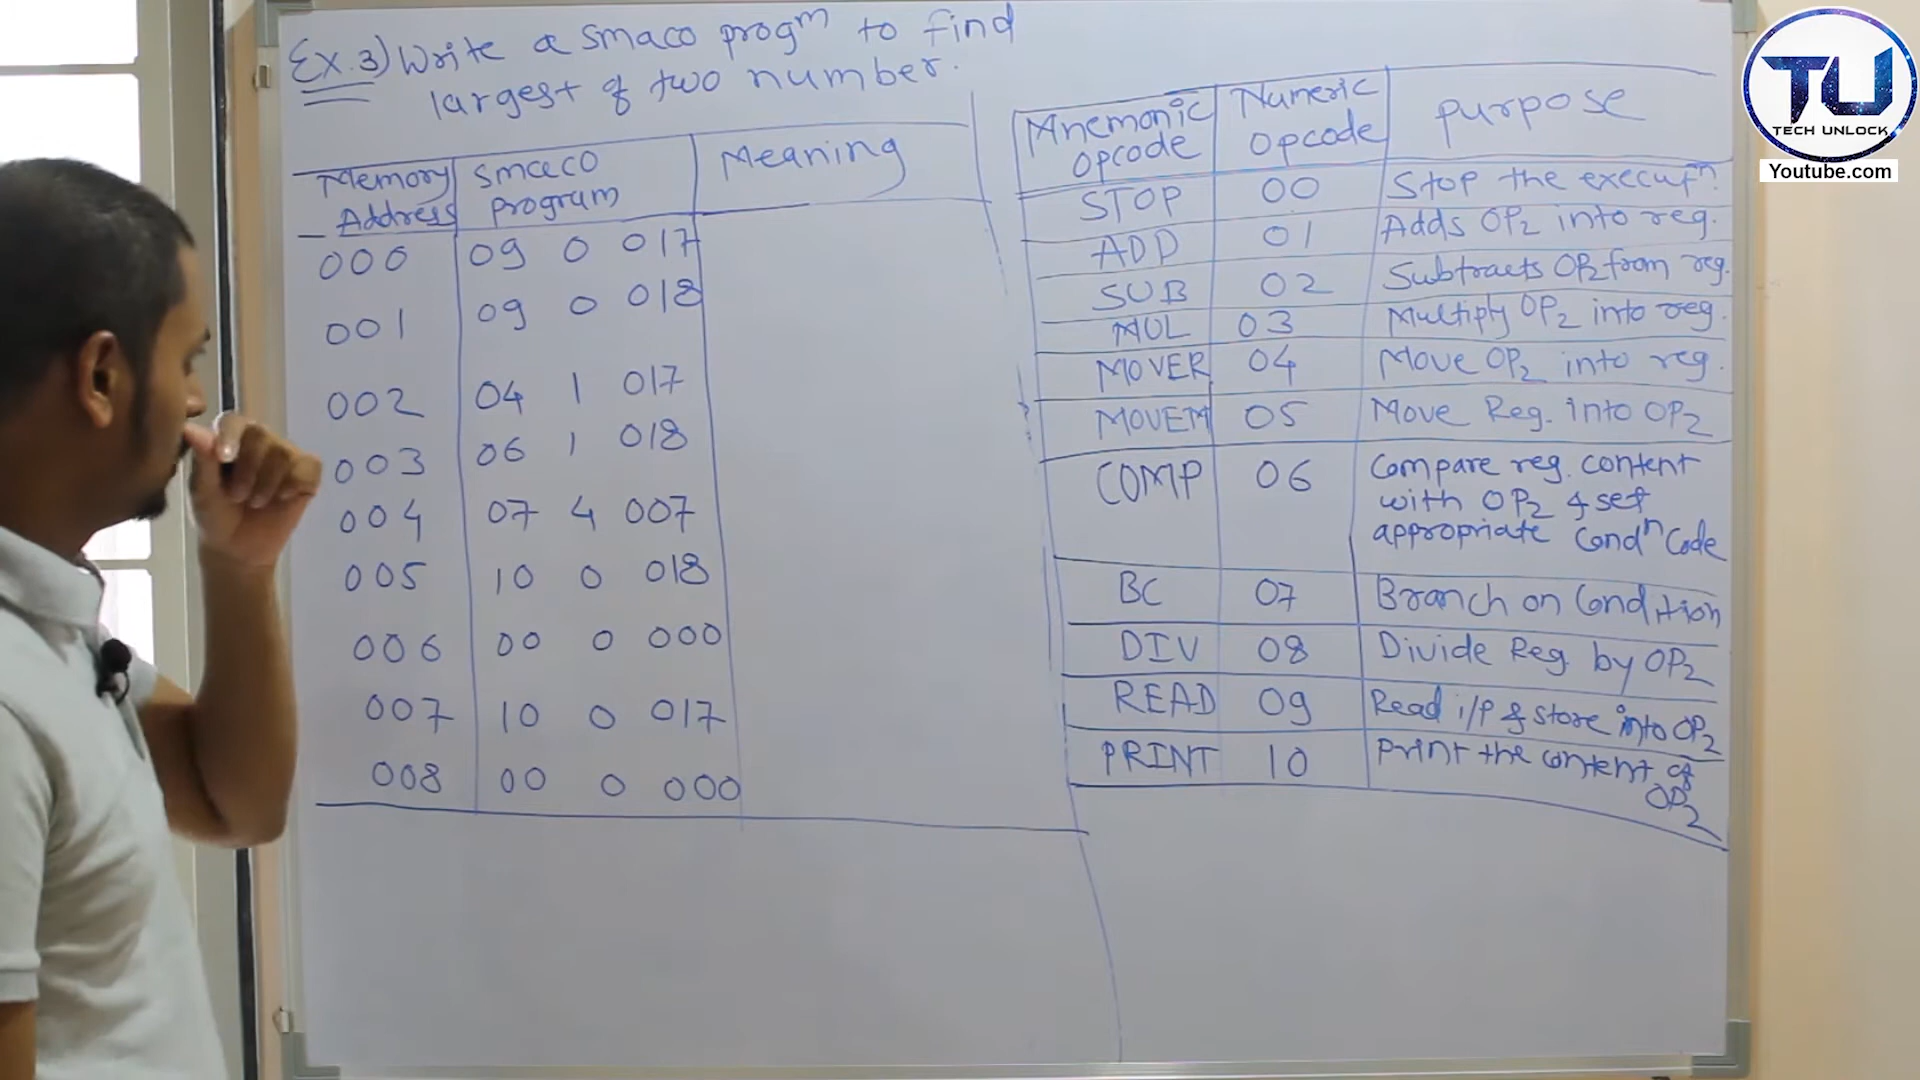 Ex. 3) Write a smaco progm to find
largest of two number.
Memory Address | smaco program | Meaning
000 | 09 0 017
001 | 09 0 018
002 | 04 1 017
003 | 06 1 018
004 | 07 4 007
005 | 10 0 018
006 | 00 0 000
007 | 10 0 017
008 | 00 0 000
Mnemonic opcode | Numeric opcode | Purpose
STOP | 00 | Stop the executn.
ADD | 01 | Adds OP2 into reg.
SUB | 02 | Subtracts OP2 from reg.
MUL | 03 | Multiply OP2 into reg.
MOVER | 04 | Move OP2 into reg.
MOVEM | 05 | Move Reg. into OP2
COMP | 06 | Compare reg. content
with OP2 & set
appropriate Condn Code
BC | 07 | Branch on Condition
DIV | 08 | Divide Reg. by OP2
READ | 09 | Read i/p & store into OP2
PRINT | 10 | Print the content of
OP2
TU
TECH UNLOCK
Youtube.com